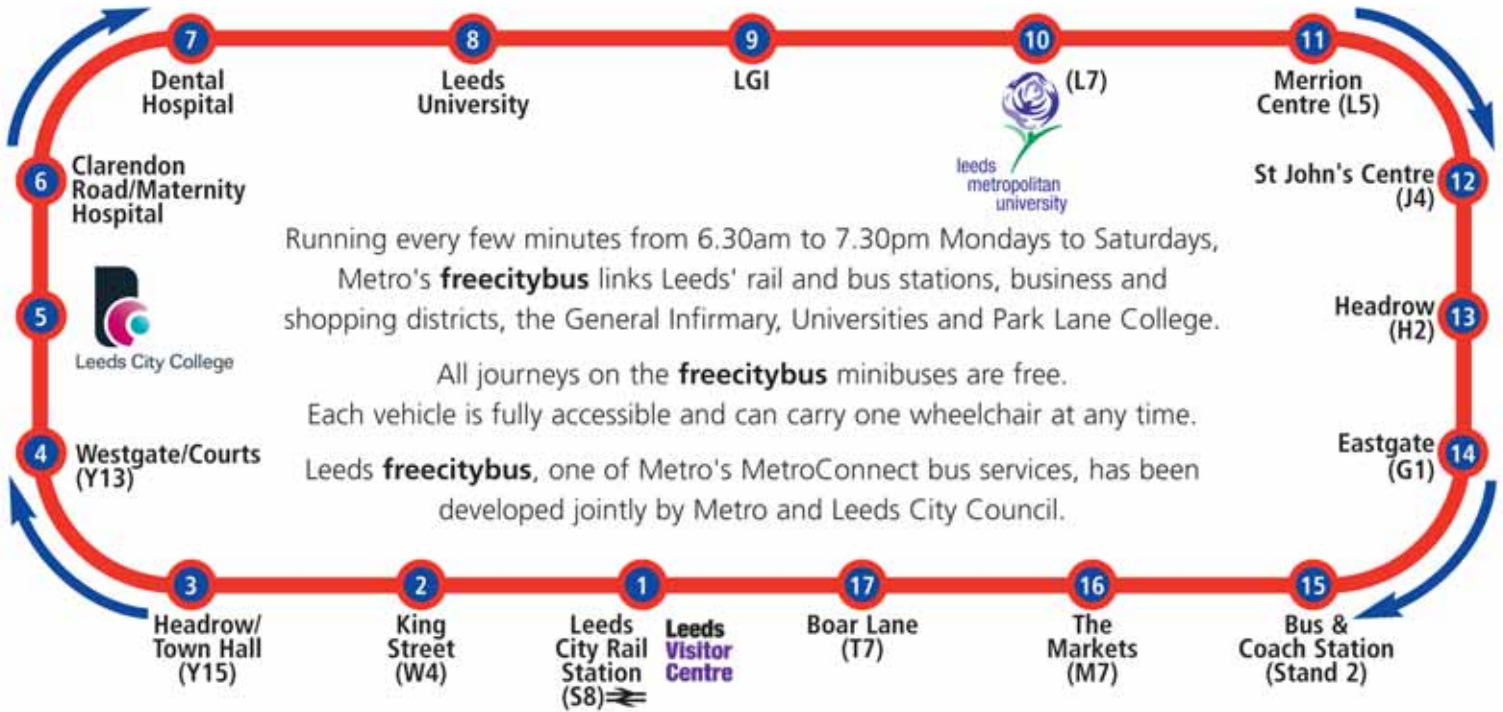 7
Dental
Hospital
8
Leeds
University
9
LGI
10
(L7)
leeds
metropolitan
university
11
Merrion
Centre (L5)
6
Clarendon
Road/Maternity
Hospital
St John's Centre
(J4)
12
Running every few minutes from 6.30am to 7.30pm Mondays to Saturdays,
Metro's freecitybus links Leeds' rail and bus stations, business and
shopping districts, the General Infirmary, Universities and Park Lane College.
5
Leeds City College
Headrow
(H2)
13
All journeys on the freecitybus minibuses are free.
Each vehicle is fully accessible and can carry one wheelchair at any time.
4
Westgate/Courts
(Y13)
Eastgate
(G1)
14
Leeds freecitybus, one of Metro's MetroConnect bus services, has been
developed jointly by Metro and Leeds City Council.
3
Headrow/
Town Hall
(Y15)
2
King
Street
(W4)
1
Leeds
City Rail
Station
(S8)
Leeds
Visitor
Centre
17
Boar Lane
(T7)
16
The
Markets
(M7)
15
Bus &
Coach Station
(Stand 2)